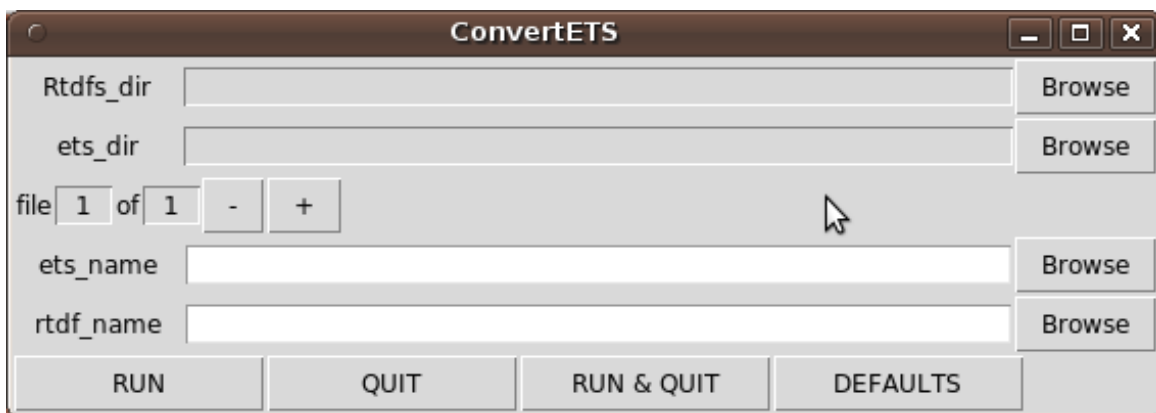 ConvertETS
Rtdfs_dir Browse
ets_dir Browse
file 1 of 1 - +
ets_name Browse
rtdf_name Browse
RUN QUIT RUN & QUIT DEFAULTS